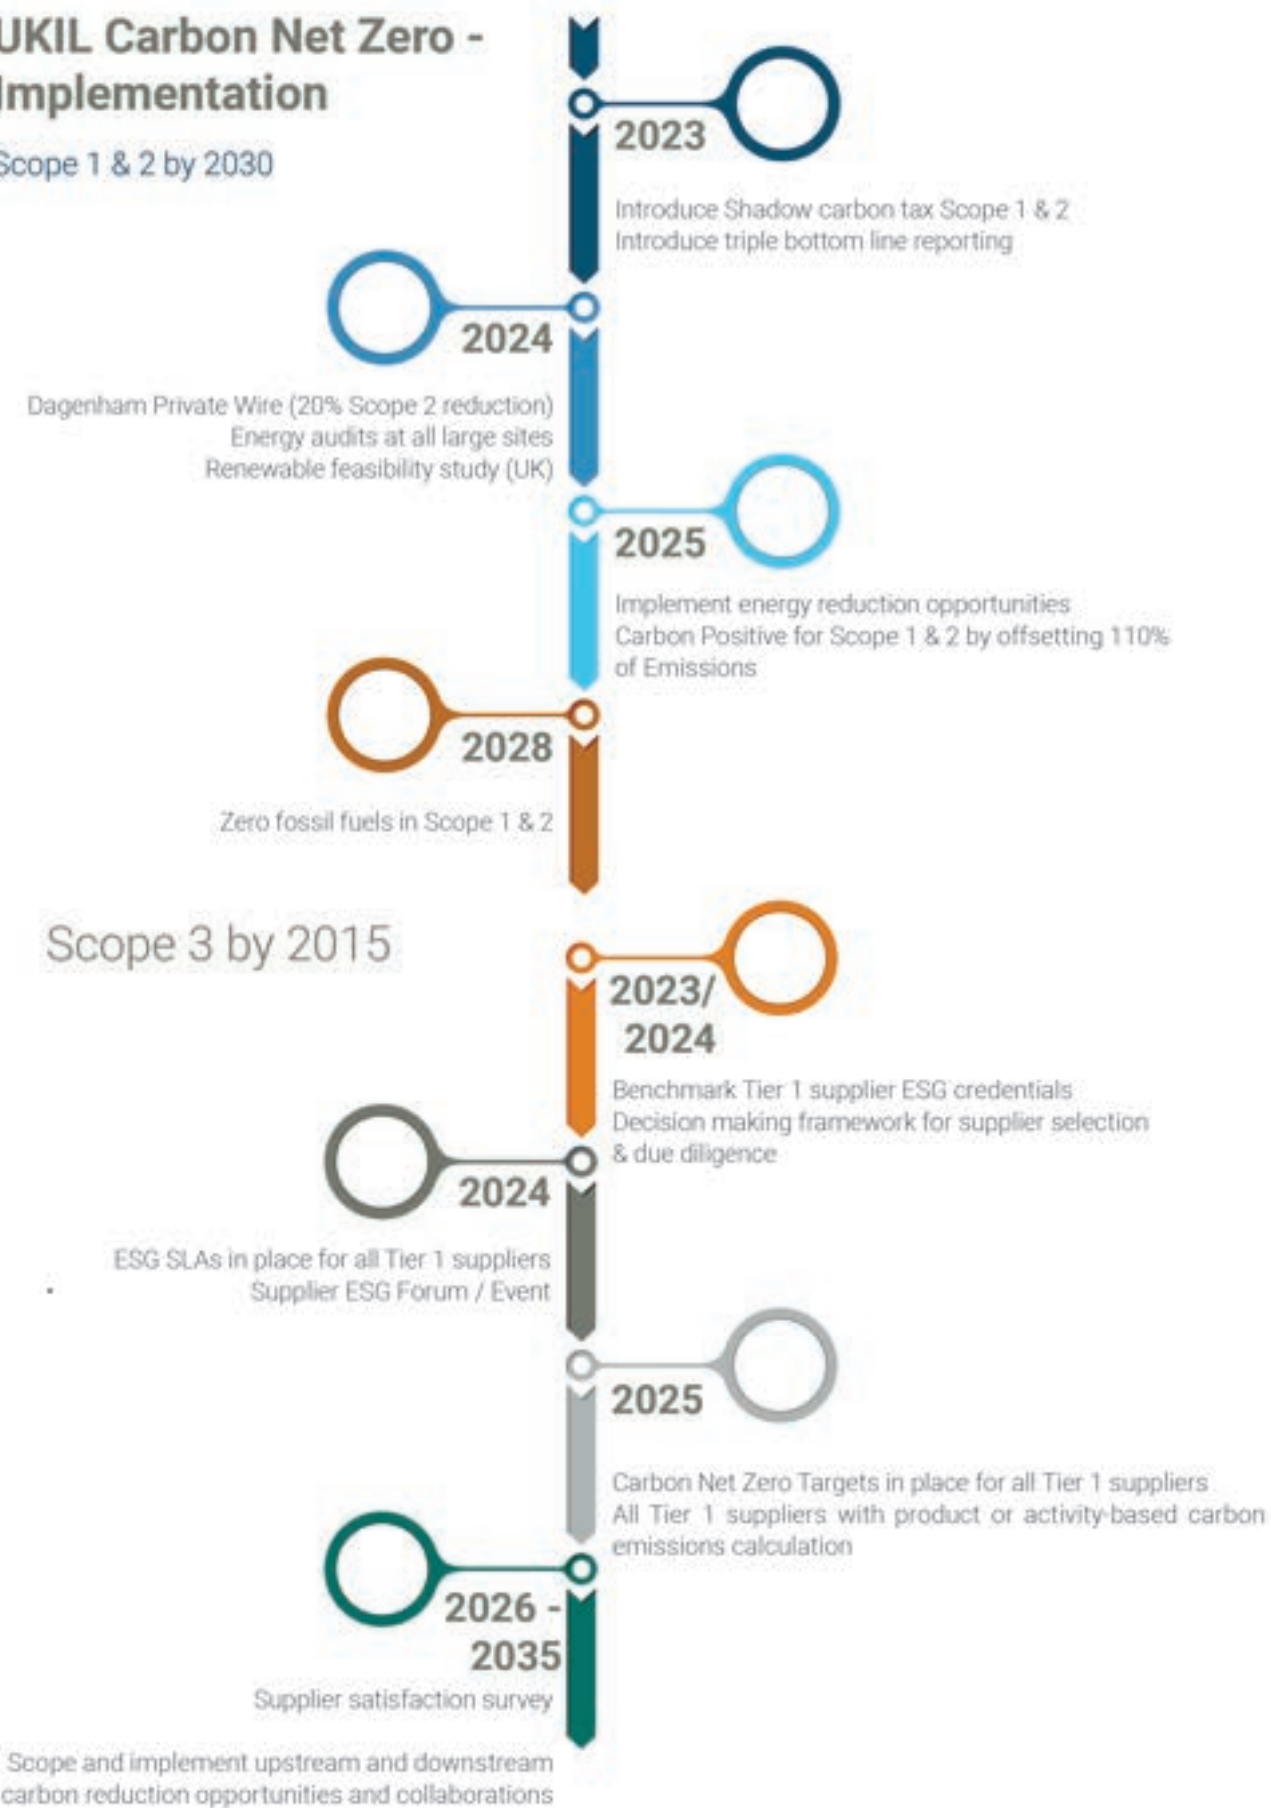 UKIL Carbon Net Zero -
Implementation
Scope 1 & 2 by 2030
2023
Introduce Shadow carbon tax Scope 1 & 2
Introduce triple bottom line reporting
2024
Dagenham Private Wire (20% Scope 2 reduction)
Energy audits at all large sites
Renewable feasibility study (UK)
2025
Implement energy reduction opportunities
Carbon Positive for Scope 1 & 2 by offsetting 110%
of Emissions
2028
Zero fossil fuels in Scope 1 & 2
Scope 3 by 2015
2023/
2024
Benchmark Tier 1 supplier ESG credentials
Decision making framework for supplier selection
& due diligence
2024
ESG SLAs in place for all Tier 1 suppliers
Supplier ESG Forum / Event
2025
Carbon Net Zero Targets in place for all Tier 1 suppliers
All Tier 1 suppliers with product or activity-based carbon
emissions calculation
2026 -
2035
Supplier satisfaction survey
Scope and implement upstream and downstream
carbon reduction opportunities and collaborations